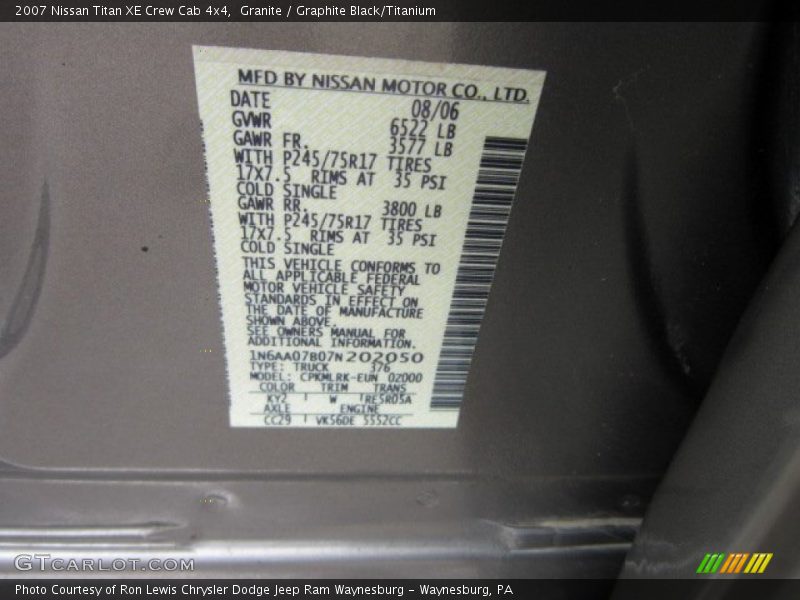 2007 Nissan Titan XE Crew Cab 4x4,  Granite / Graphite Black/Titanium
MFD BY NISSAN MOTOR CO., LTD.
DATE 08/06
GVWR 6522 LB
GAWR FR. 3577 LB
WITH P245/75R17 TIRES
17X7.5 RIMS AT 35 PSI
COLD SINGLE
GAWR RR. 3800 LB
WITH P245/75R17 TIRES
17X7.5 RIMS AT 35 PSI
COLD SINGLE
THIS VEHICLE CONFORMS TO
ALL APPLICABLE FEDERAL
MOTOR VEHICLE SAFETY
STANDARDS IN EFFECT ON
THE DATE OF MANUFACTURE
SHOWN ABOVE.
SEE OWNERS MANUAL FOR
ADDITIONAL INFORMATION.
1N6AA07B07N202050
TYPE: TRUCK 376
MODEL: CPKMLRK-EUN 02000
COLOR TRIM TRANS
KY2 W RE5R05A
AXLE ENGINE
CC29 VK56DE 5552CC
GTCARLOT.COM
Photo Courtesy of Ron Lewis Chrysler Dodge Jeep Ram Waynesburg – Waynesburg, PA